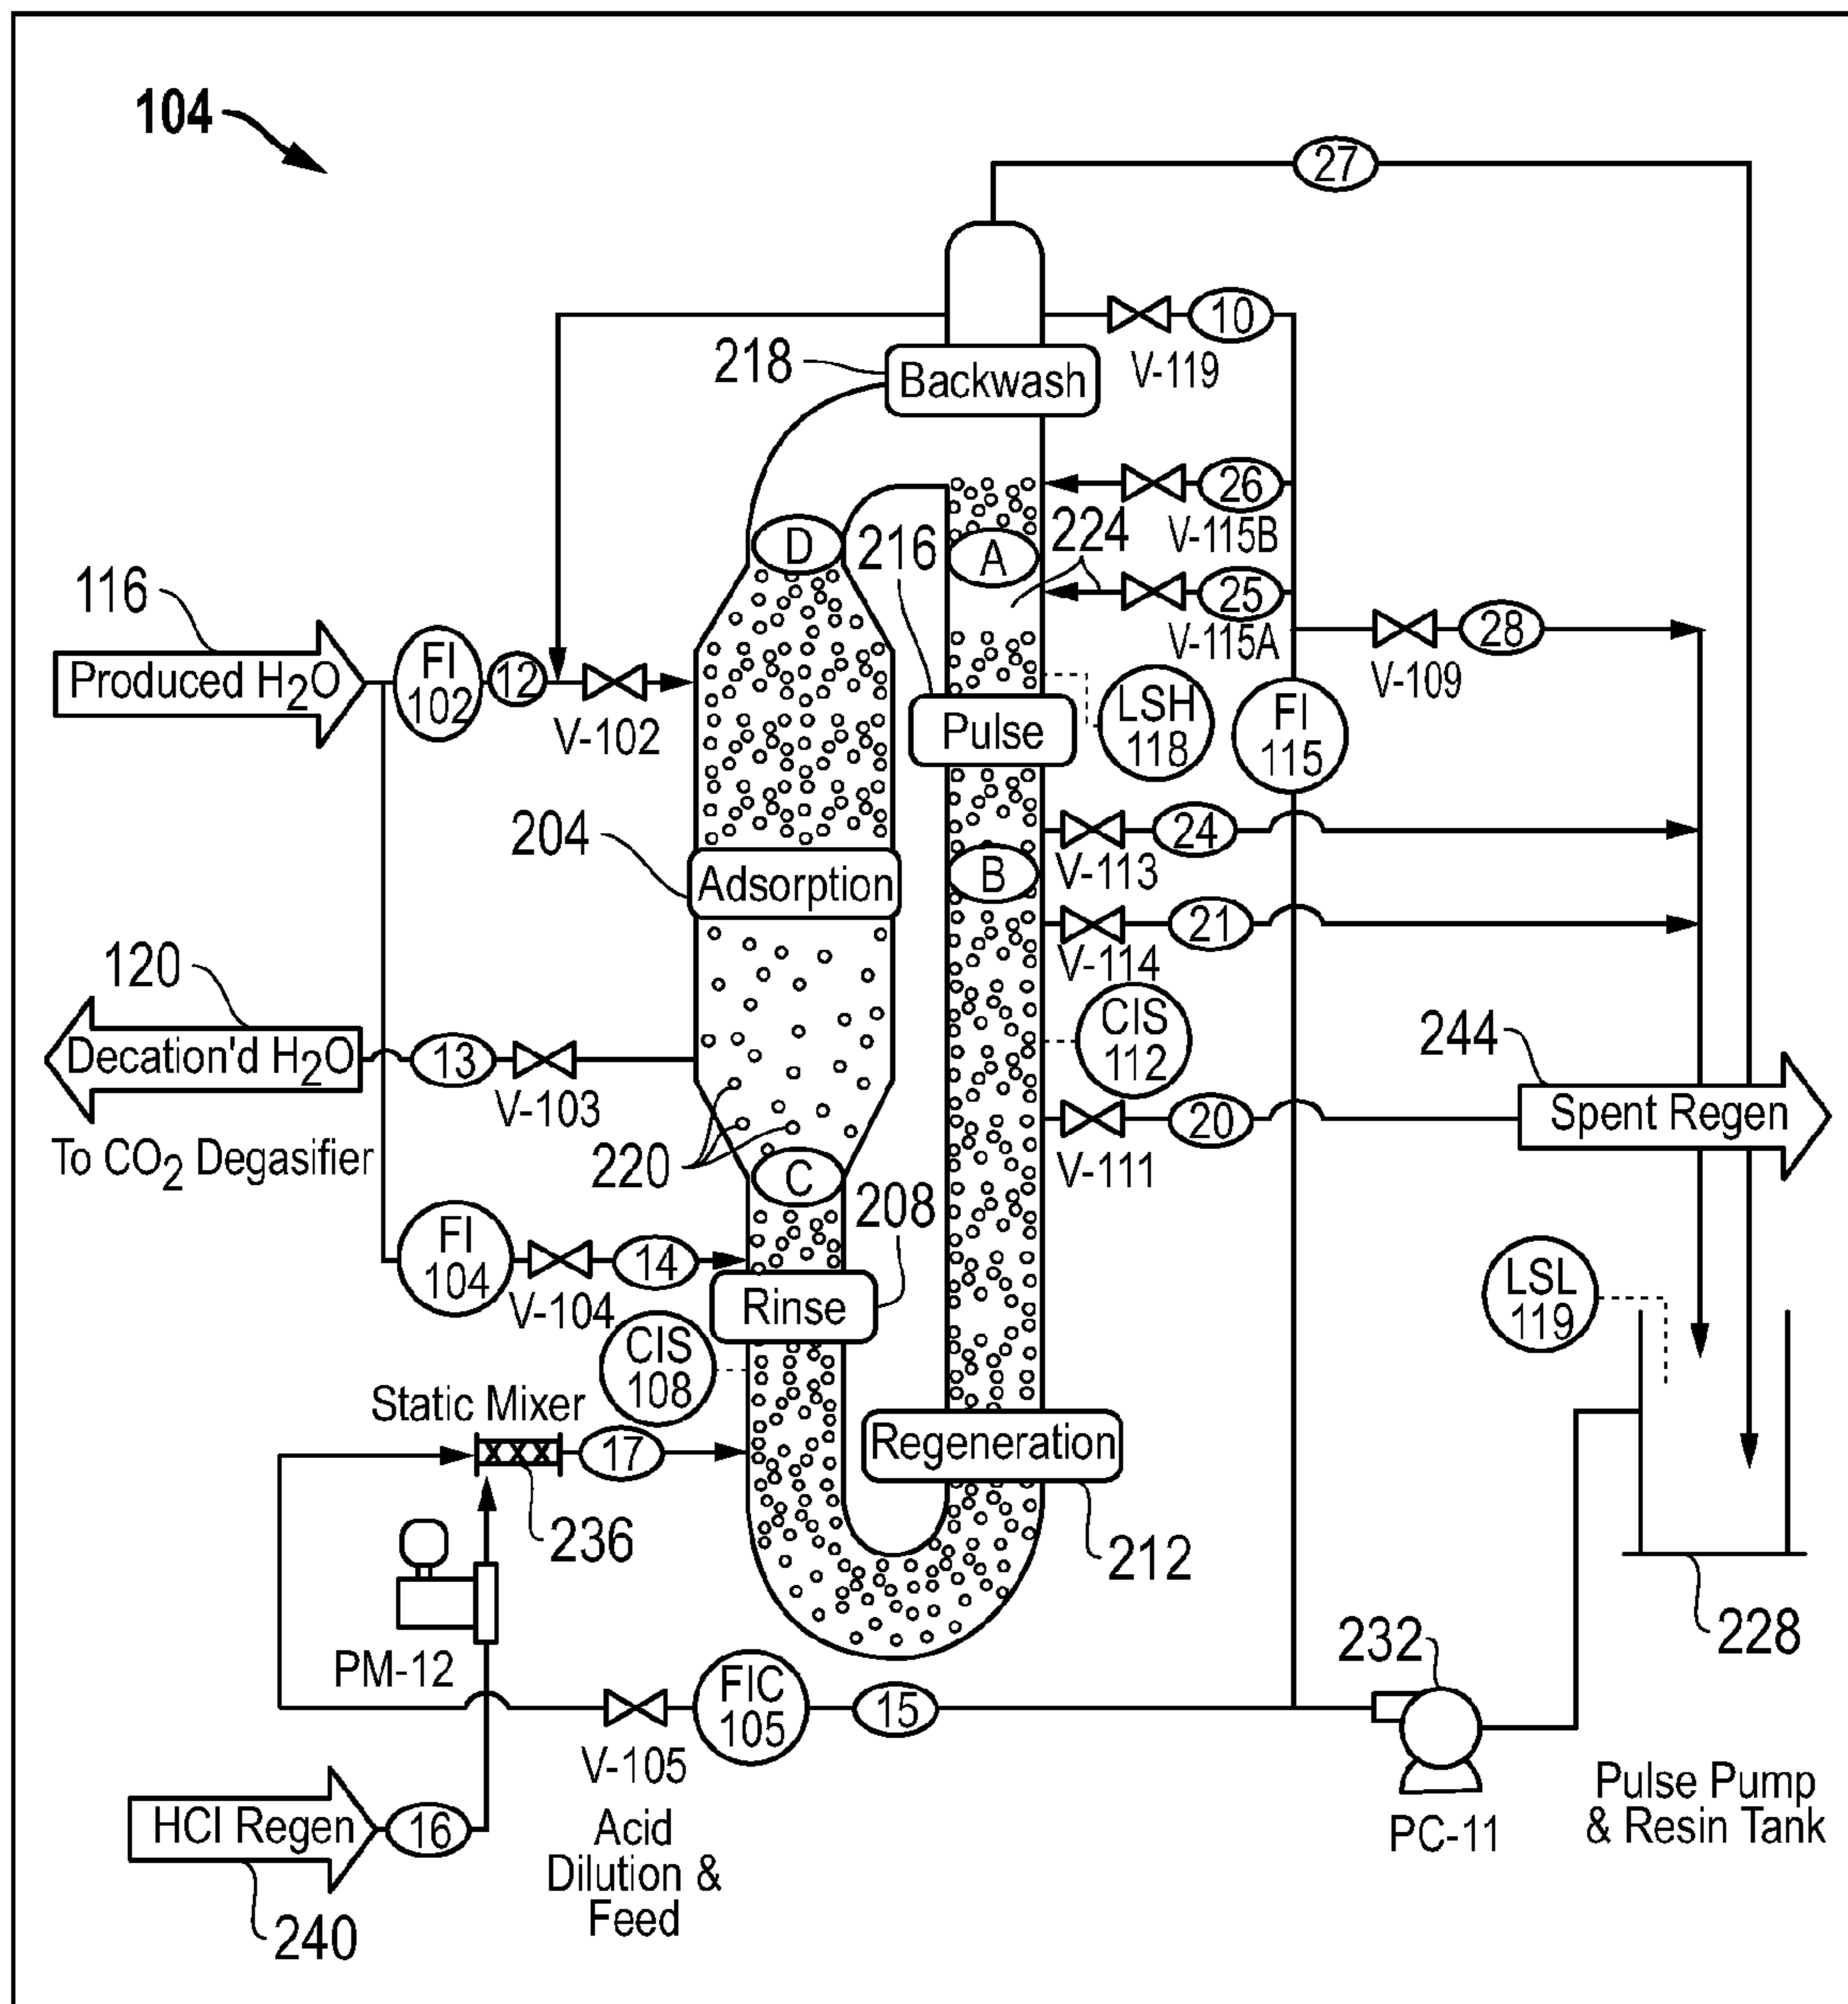 104
27
10
V-119
218
Backwash
26
V-115B
D
216
A
224
25
V-115A
116
Produced H₂O
FI
102
12
V-102
28
V-109
LSH
118
Pulse
FI
115
204
Adsorption
24
V-113
B
21
V-114
120
Decation'd H₂O
13
V-103
To CO₂ Degasifier
CIS
112
244
Spent Regen
20
V-111
220
C
208
FI
104
V-104
14
Rinse
LSL
119
CIS
108
Static Mixer
17
236
Regeneration
212
PM-12
232
228
FIC
105
15
V-105
PC-11
Pulse Pump
& Resin Tank
HCl Regen
16
Acid
Dilution &
Feed
240